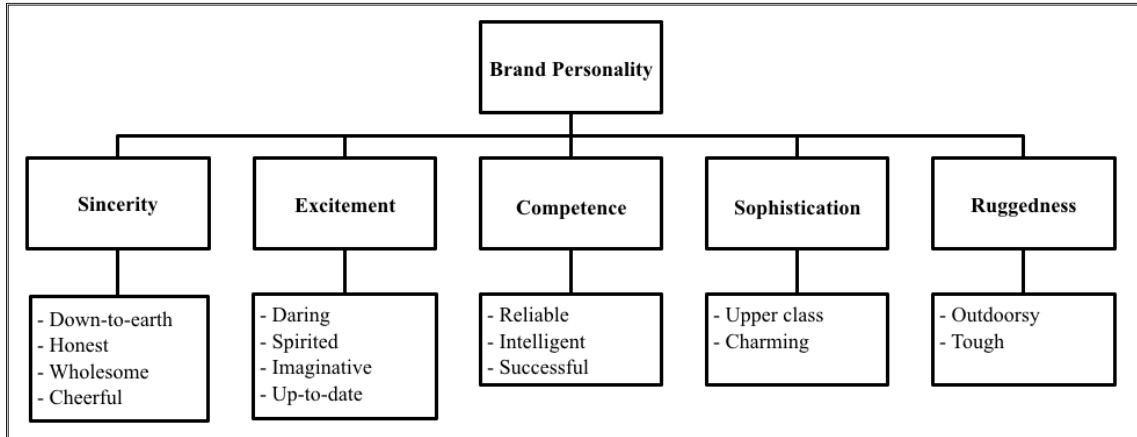 Brand Personality
Sincerity
Excitement
Competence
Sophistication
Ruggedness
- Down-to-earth
- Honest
- Wholesome
- Cheerful
- Daring
- Spirited
- Imaginative
- Up-to-date
- Reliable
- Intelligent
- Successful
- Upper class
- Charming
- Outdoorsy
- Tough